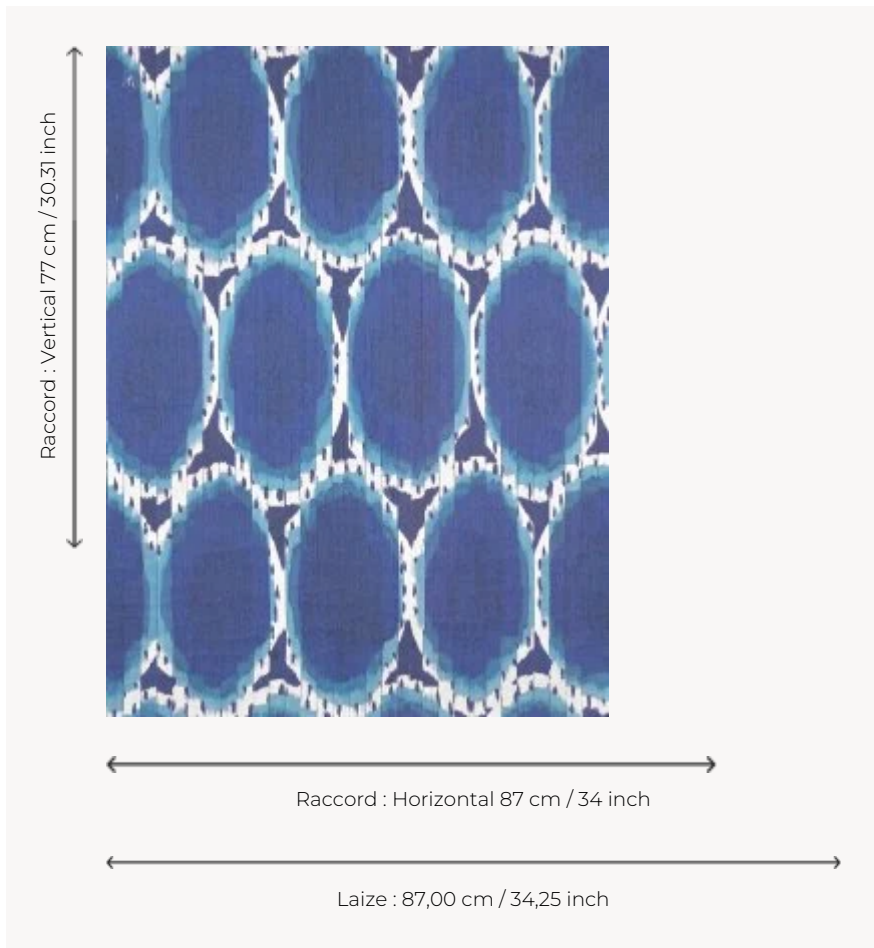 Raccord : Vertical 77 cm / 30.31 inch
Raccord : Horizontal 87 cm / 34 inch
Laize : 87,00 cm / 34,25 inch